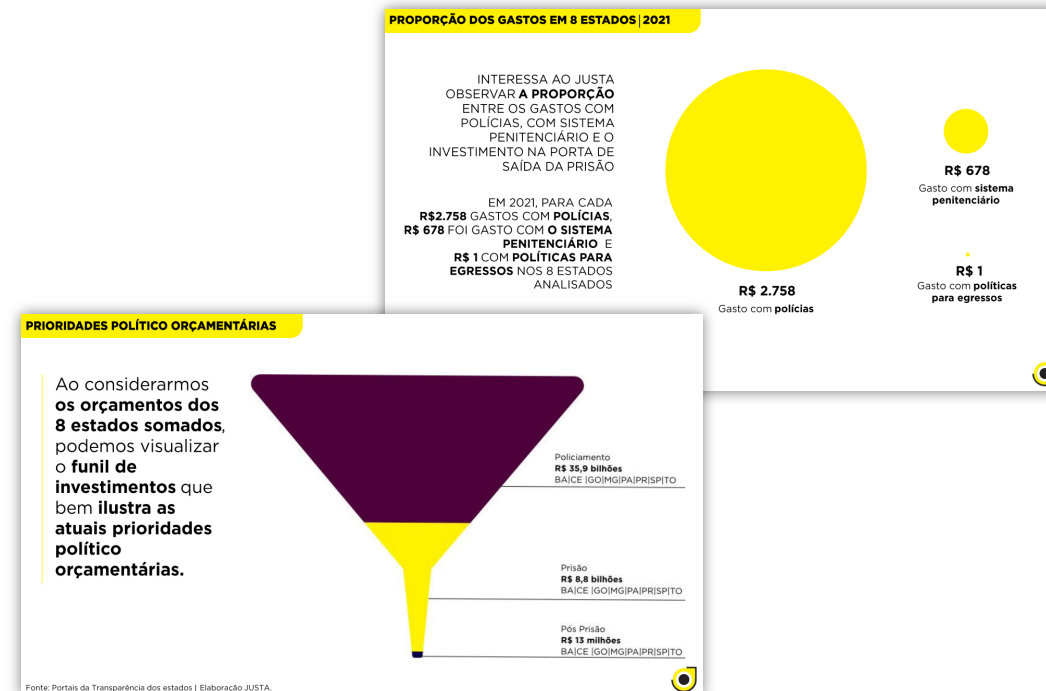 PROPORÇÃO DOS GASTOS EM 8 ESTADOS | 2021
INTERESSA AO JUSTA
OBSERVAR A PROPORÇÃO
ENTRE OS GASTOS COM
POLÍCIAS, COM SISTEMA
PENITENCIÁRIO E O
INVESTIMENTO NA PORTA DE
SAÍDA DA PRISÃO
EM 2021, PARA CADA
R$2.758 GASTOS COM POLÍCIAS,
R$ 678 FOI GASTO COM O SISTEMA
PENITENCIÁRIO E
R$ 1 COM POLÍTICAS PARA
EGRESSOS NOS 8 ESTADOS
ANALISADOS
R$ 2.758
Gasto com polícias
R$ 678
Gasto com sistema
penitenciário
R$ 1
Gasto com políticas
para egressos
PRIORIDADES POLÍTICO ORÇAMENTÁRIAS
Ao considerarmos
os orçamentos dos
8 estados somados,
podemos visualizar
o funil de
investimentos que
bem ilustra as
atuais prioridades
político
orçamentárias.
Policiamento
R$ 35,9 bilhões
BA|CE |GO|MG|PA|PR|SP|TO
Prisão
R$ 8,8 bilhões
BA|CE |GO|MG|PA|PR|SP|TO
Pós Prisão
R$ 13 milhões
BA|CE |GO|MG|PA|PR|SP|TO
Fonte: Portais da Transparência dos estados | Elaboração JUSTA.